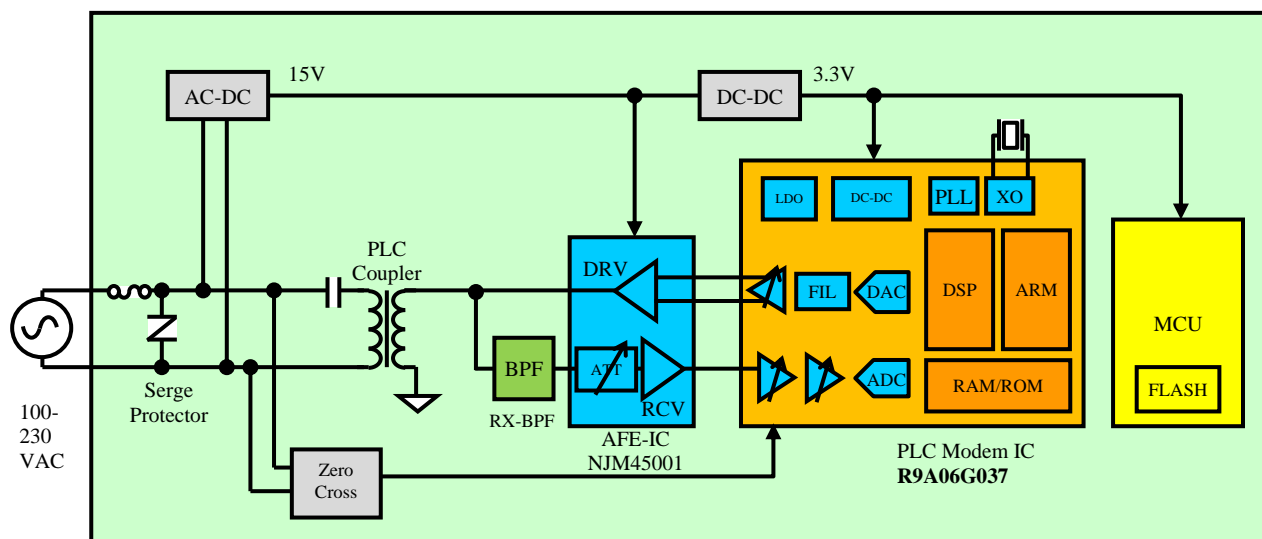 15V
3.3V
AC-DC
DC-DC
LDO
DC-DC
PLL
XO
PLC
Coupler
DRV
FIL
DAC
DSP
ARM
MCU
BPF
ATT
RCV
ADC
RAM/ROM
FLASH
Serge
Protector
RX-BPF
100-
230
VAC
AFE-IC
NJM45001
PLC Modem IC
R9A06G037
Zero
Cross